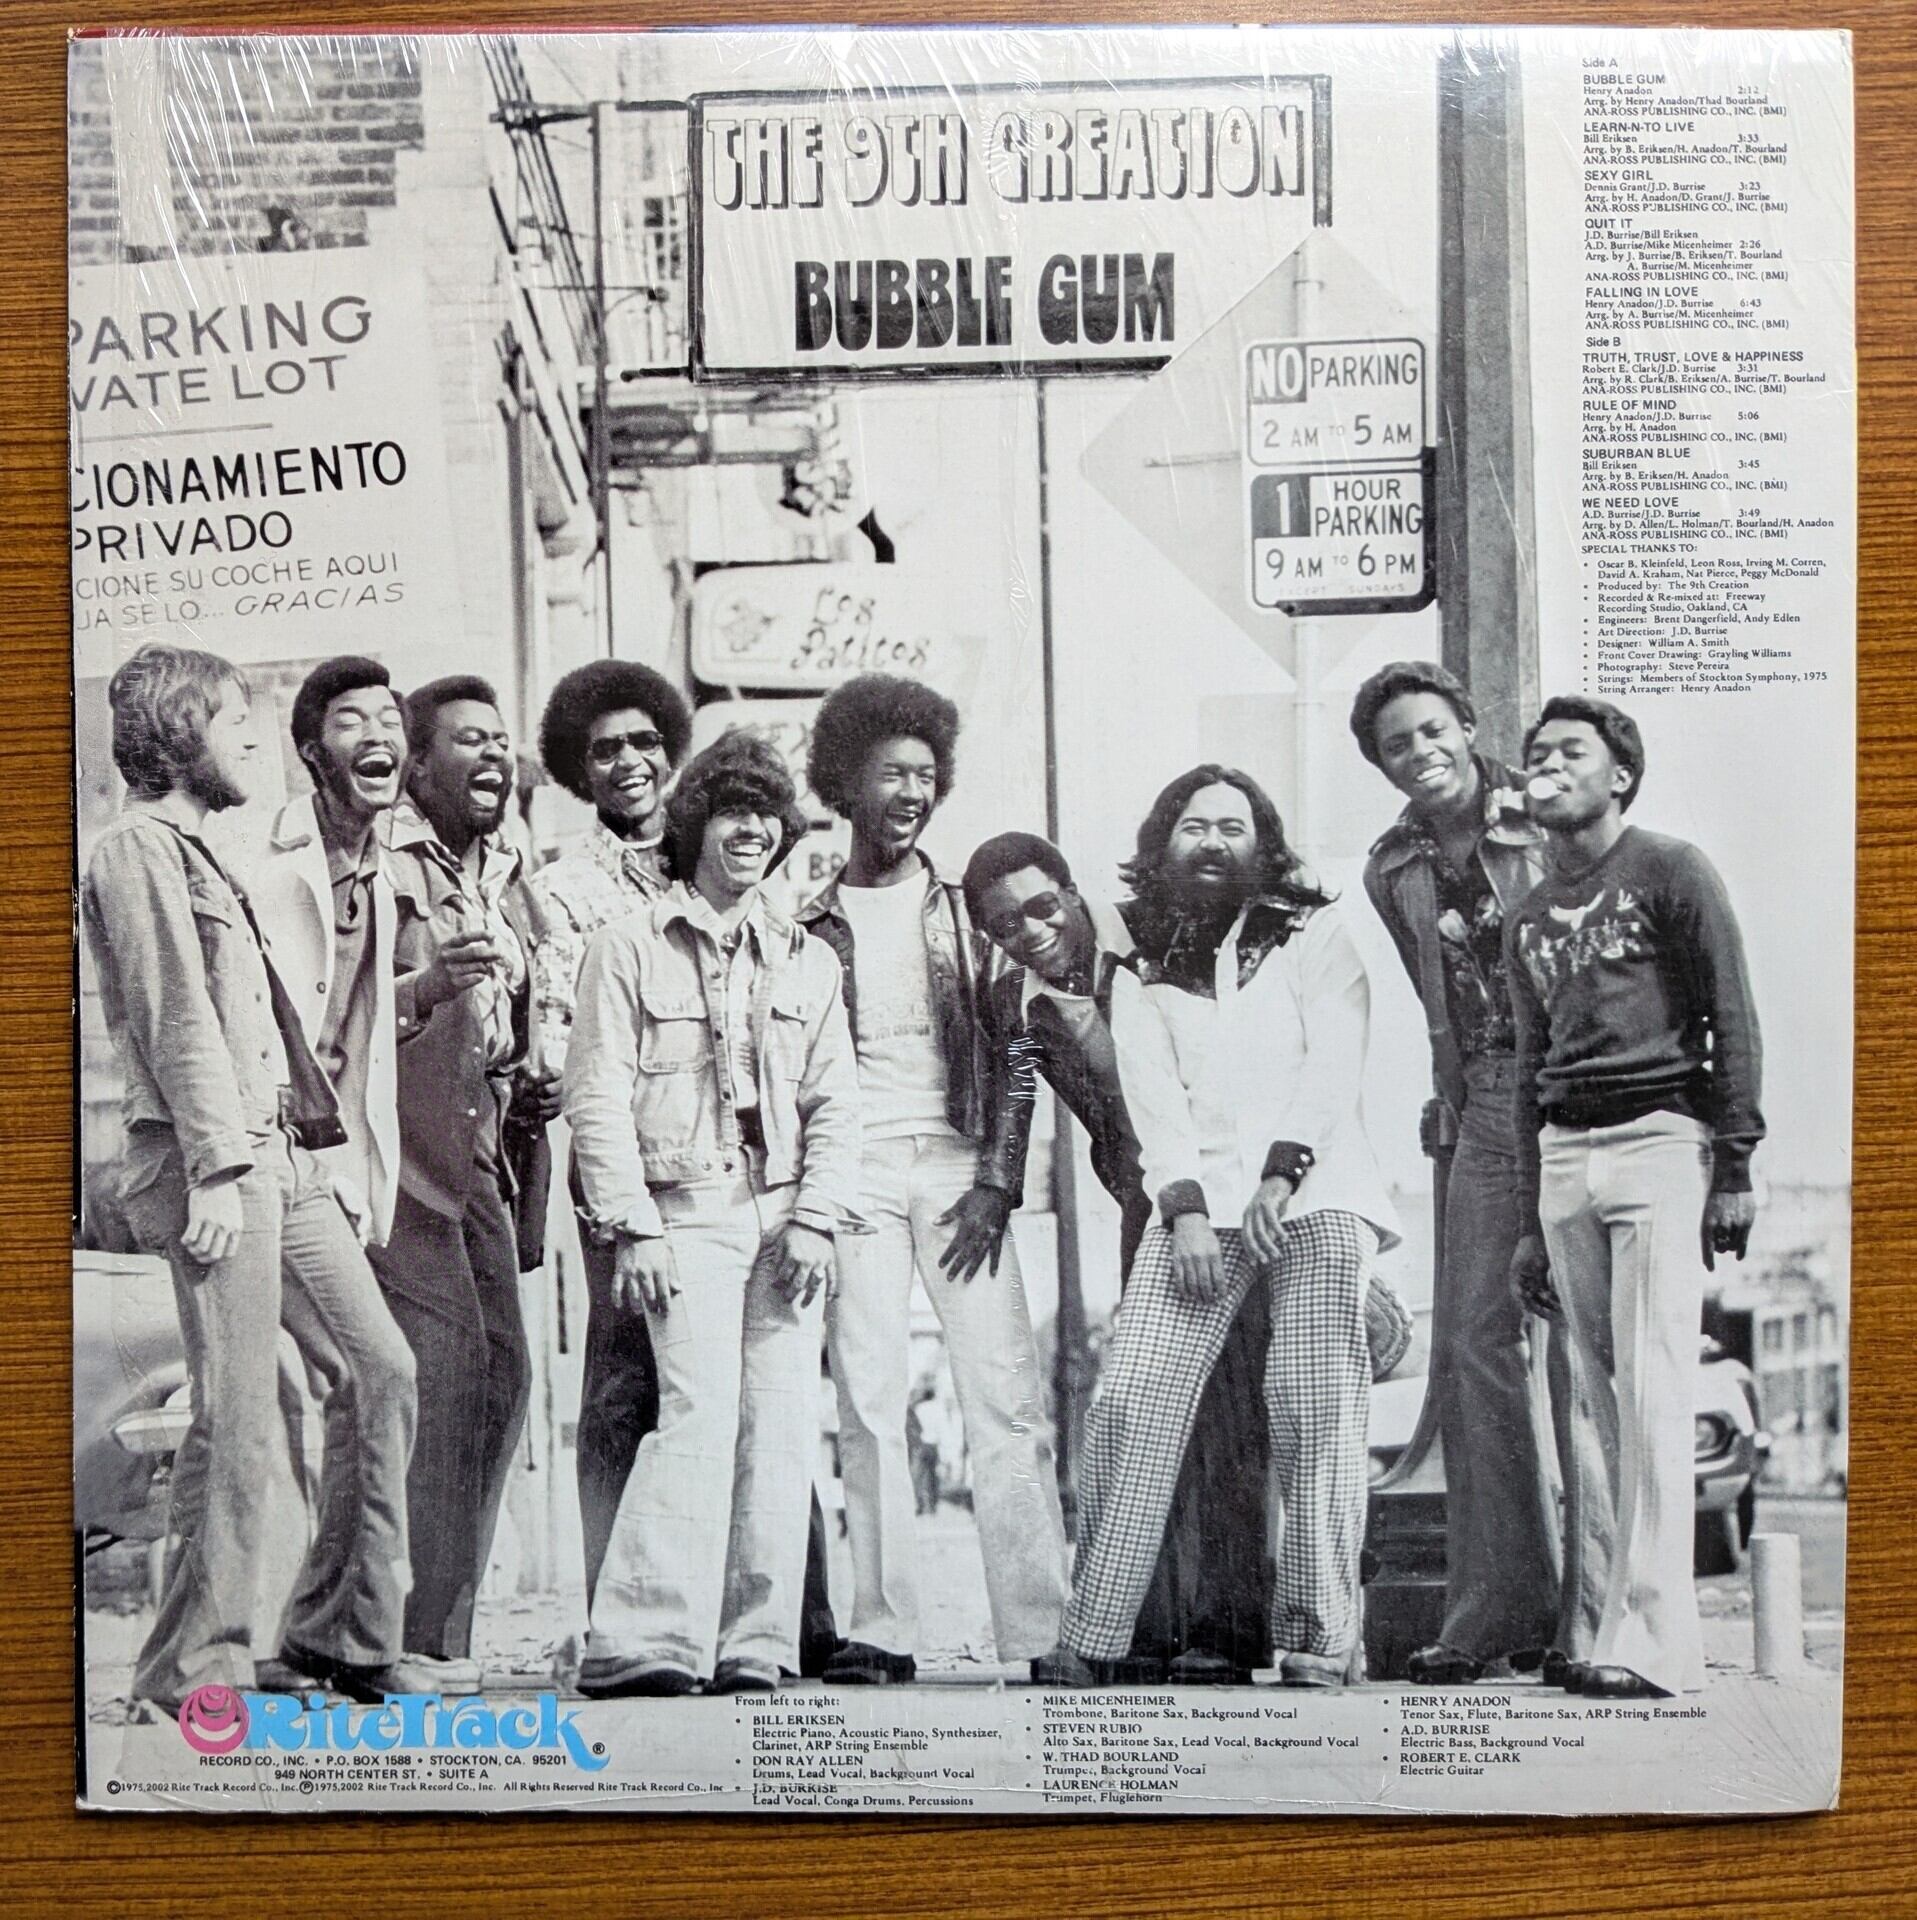 THE 9TH CREATION
BUBBLE GUM
PARKING
VATE LOT
CIONAMIENTO
PRIVADO
CIONE SU COCHE AQUI
JA SE LO... GRACIAS
NO PARKING
2 AM TO 5 AM
1 HOUR PARKING
9 AM TO 6 PM
EXCEPT SUNDAYS
Los
Patitos
Side A
BUBBLE GUM
Henry Anadon 2:12
Arrg. by Henry Anadon/Thad Bourland
ANA-ROSS PUBLISHING CO., INC. (BMI)
LEARN-N-TO LIVE
Bill Eriksen 3:33
Arrg. by B. Eriksen/H. Anadon/T. Bourland
ANA-ROSS PUBLISHING CO., INC. (BMI)
SEXY GIRL
Dennis Grant/J.D. Burrise 3:23
Arrg. by H. Anadon/D. Grant/J. Burrise
ANA-ROSS PUBLISHING CO., INC. (BMI)
QUIT IT
J.D. Burrise/Bill Eriksen
A.D. Burrise/Mike Micenheimer 2:26
Arrg. by J. Burrise/B. Eriksen/T. Bourland
A. Burrise/M. Micenheimer
ANA-ROSS PUBLISHING CO., INC. (BMI)
FALLING IN LOVE
Henry Anadon/J.D. Burrise 6:43
Arrg. by A. Burrise/M. Micenheimer
ANA-ROSS PUBLISHING CO., INC. (BMI)
Side B
TRUTH, TRUST, LOVE & HAPPINESS
Robert E. Clark/J.D. Burrise 3:31
Arrg. by R. Clark/B. Eriksen/A. Burrise/T. Bourland
ANA-ROSS PUBLISHING CO., INC. (BMI)
RULE OF MIND
Henry Anadon/J.D. Burrise 5:06
Arrg. by H. Anadon
ANA-ROSS PUBLISHING CO., INC. (BMI)
SUBURBAN BLUE
Bill Eriksen 3:45
Arrg. by B. Eriksen/H. Anadon
ANA-ROSS PUBLISHING CO., INC. (BMI)
WE NEED LOVE
A.D. Burrise/J.D. Burrise 3:49
Arrg. by D. Allen/L. Holman/T. Bourland/H. Anadon
ANA-ROSS PUBLISHING CO., INC. (BMI)
SPECIAL THANKS TO:
• Oscar B. Kleinfeld, Leon Ross, Irving M. Corren,
David A. Kraham, Nat Pierce, Peggy McDonald
• Produced by: The 9th Creation
• Recorded & Re-mixed at: Freeway
Recording Studio, Oakland, CA
• Engineers: Brent Dangerfield, Andy Edlen
• Art Direction: J.D. Burrise
• Designer: William A. Smith
• Front Cover Drawing: Grayling Williams
• Photography: Steve Pereira
• Strings: Members of Stockton Symphony, 1975
• String Arranger: Henry Anadon
RiteTrack ®
RECORD CO., INC. • P.O. BOX 1588 • STOCKTON, CA. 95201
949 NORTH CENTER ST. • SUITE A
©1975,2002 Rite Track Record Co., Inc. ℗1975,2002 Rite Track Record Co., Inc. All Rights Reserved Rite Track Record Co., Inc
From left to right:
• BILL ERIKSEN
Electric Piano, Acoustic Piano, Synthesizer,
Clarinet, ARP String Ensemble
• DON RAY ALLEN
Drums, Lead Vocal, Background Vocal
• J.D. BURRISE
Lead Vocal, Conga Drums, Percussions
• MIKE MICENHEIMER
Trombone, Baritone Sax, Background Vocal
• STEVEN RUBIO
Alto Sax, Baritone Sax, Lead Vocal, Background Vocal
• W. THAD BOURLAND
Trumpet, Background Vocal
• LAURENCE HOLMAN
Trumpet, Fluglehorn
• HENRY ANADON
Tenor Sax, Flute, Baritone Sax, ARP String Ensemble
• A.D. BURRISE
Electric Bass, Background Vocal
• ROBERT E. CLARK
Electric Guitar